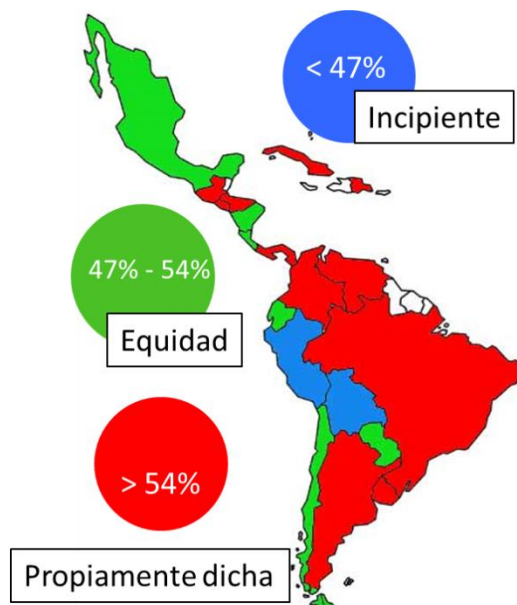 < 47%
Incipiente
47% - 54%
Equidad
> 54%
Propiamente dicha